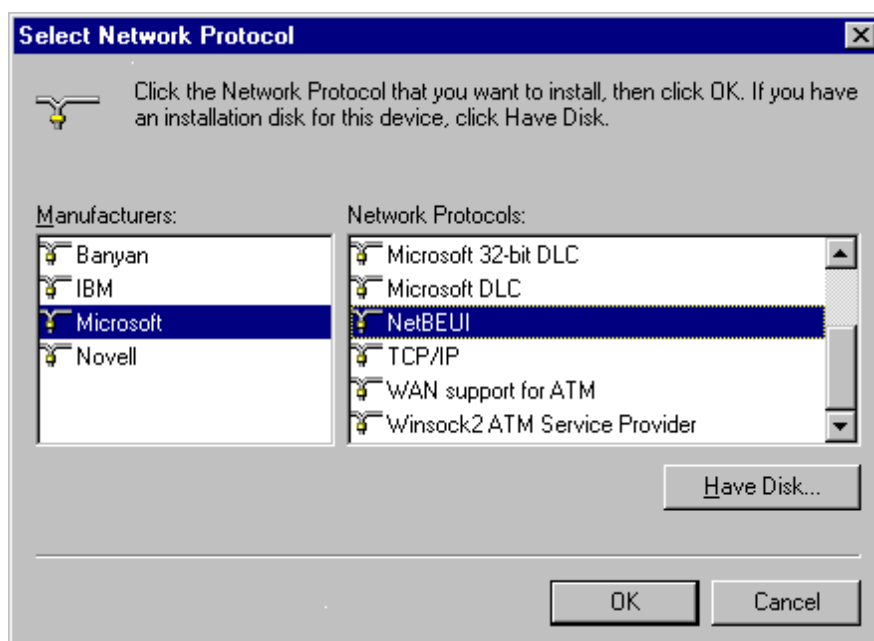 Select Network Protocol
Click the Network Protocol that you want to install, then click OK. If you have
an installation disk for this device, click Have Disk.
Manufacturers:
Banyan
IBM
Microsoft
Novell
Network Protocols:
Microsoft 32-bit DLC
Microsoft DLC
NetBEUI
TCP/IP
WAN support for ATM
Winsock2 ATM Service Provider
Have Disk...
OK
Cancel